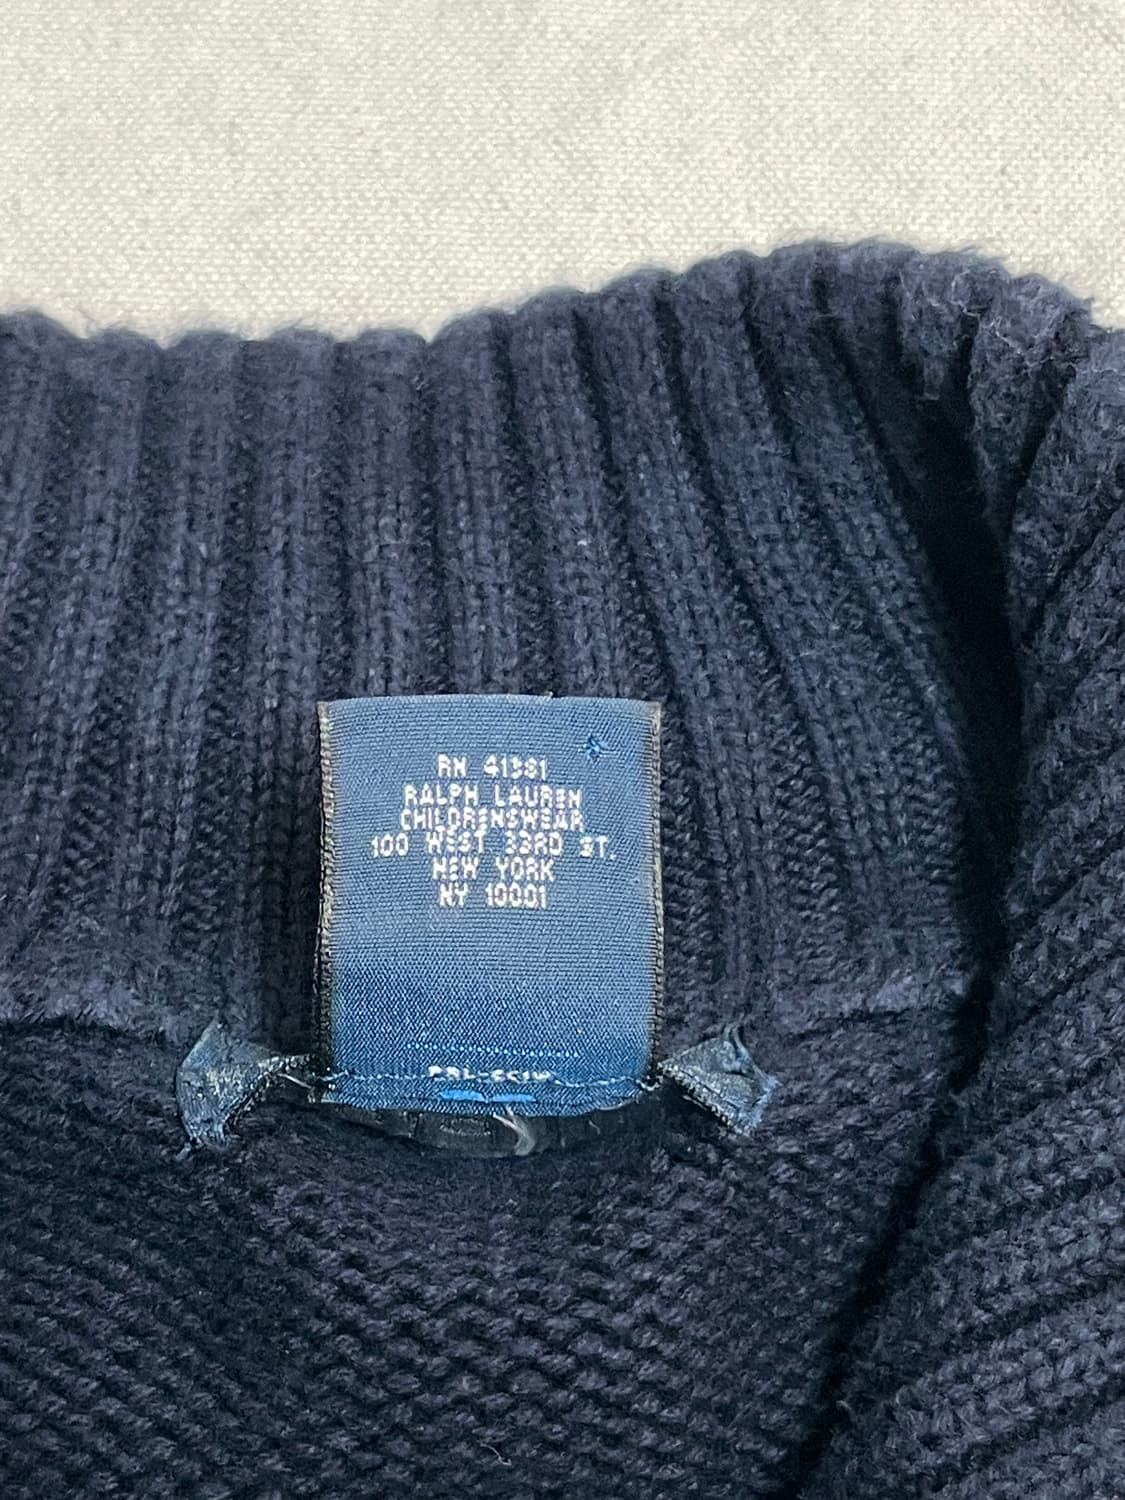 RN 41381
RALPH LAUREN
CHILDRENSWEAR
100 WEST 33RD ST.
NEW YORK
NY 10001